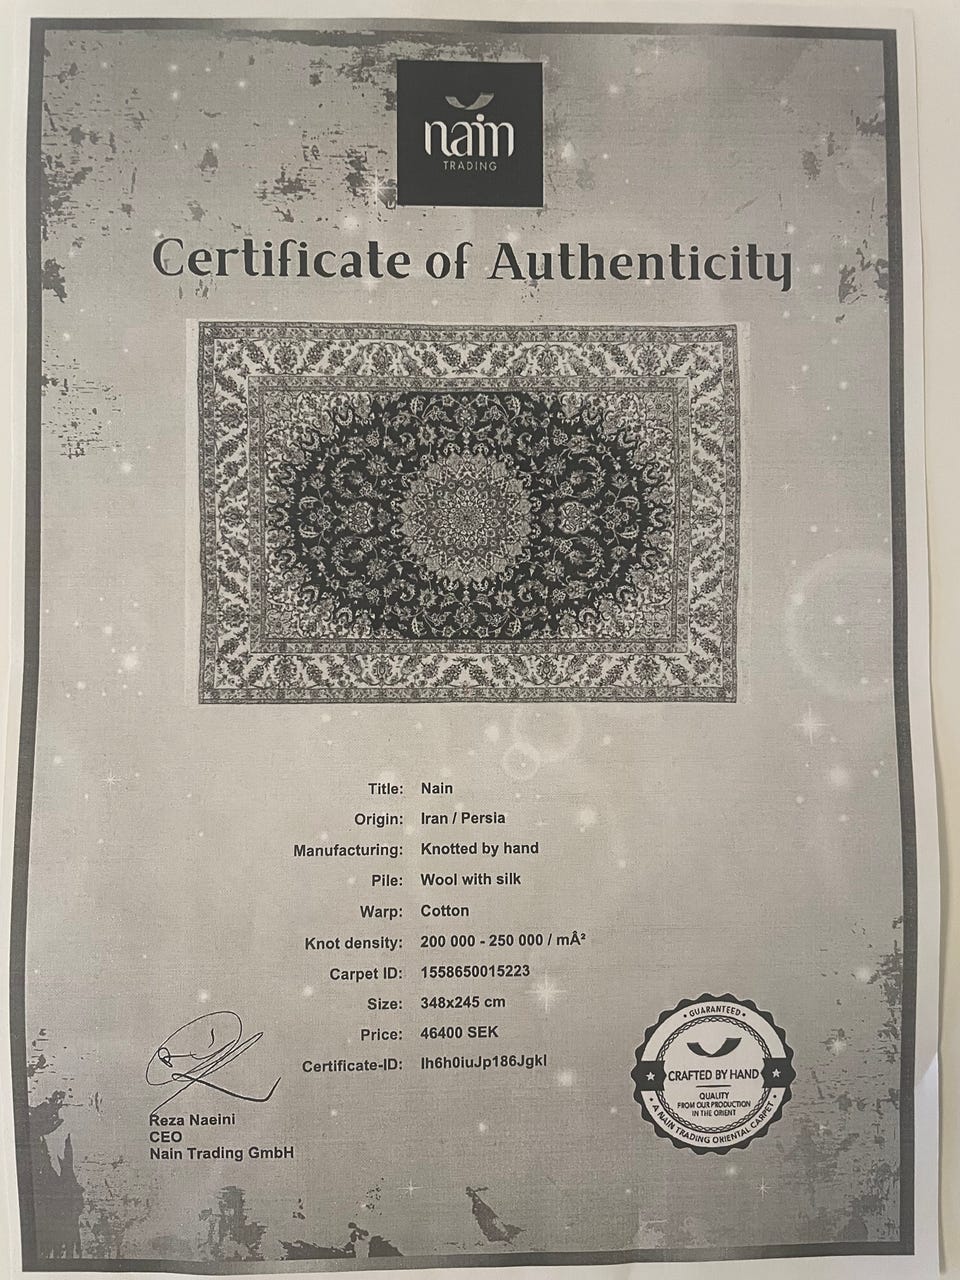 nain
TRADING
Certificate of Authenticity
Title: Nain
Origin: Iran / Persia
Manufacturing: Knotted by hand
Pile: Wool with silk
Warp: Cotton
Knot density: 200 000 - 250 000 / mÂ²
Carpet ID: 1558650015223
Size: 348x245 cm
Price: 46400 SEK
Certificate-ID: Ih6h0iuJp186Jgkl
Reza Naeini
CEO
Nain Trading GmbH
• GUARANTEED •
CRAFTED BY HAND
QUALITY
FROM OUR PRODUCTION
IN THE ORIENT
• A NAIN TRADING ORIENTAL CARPET •